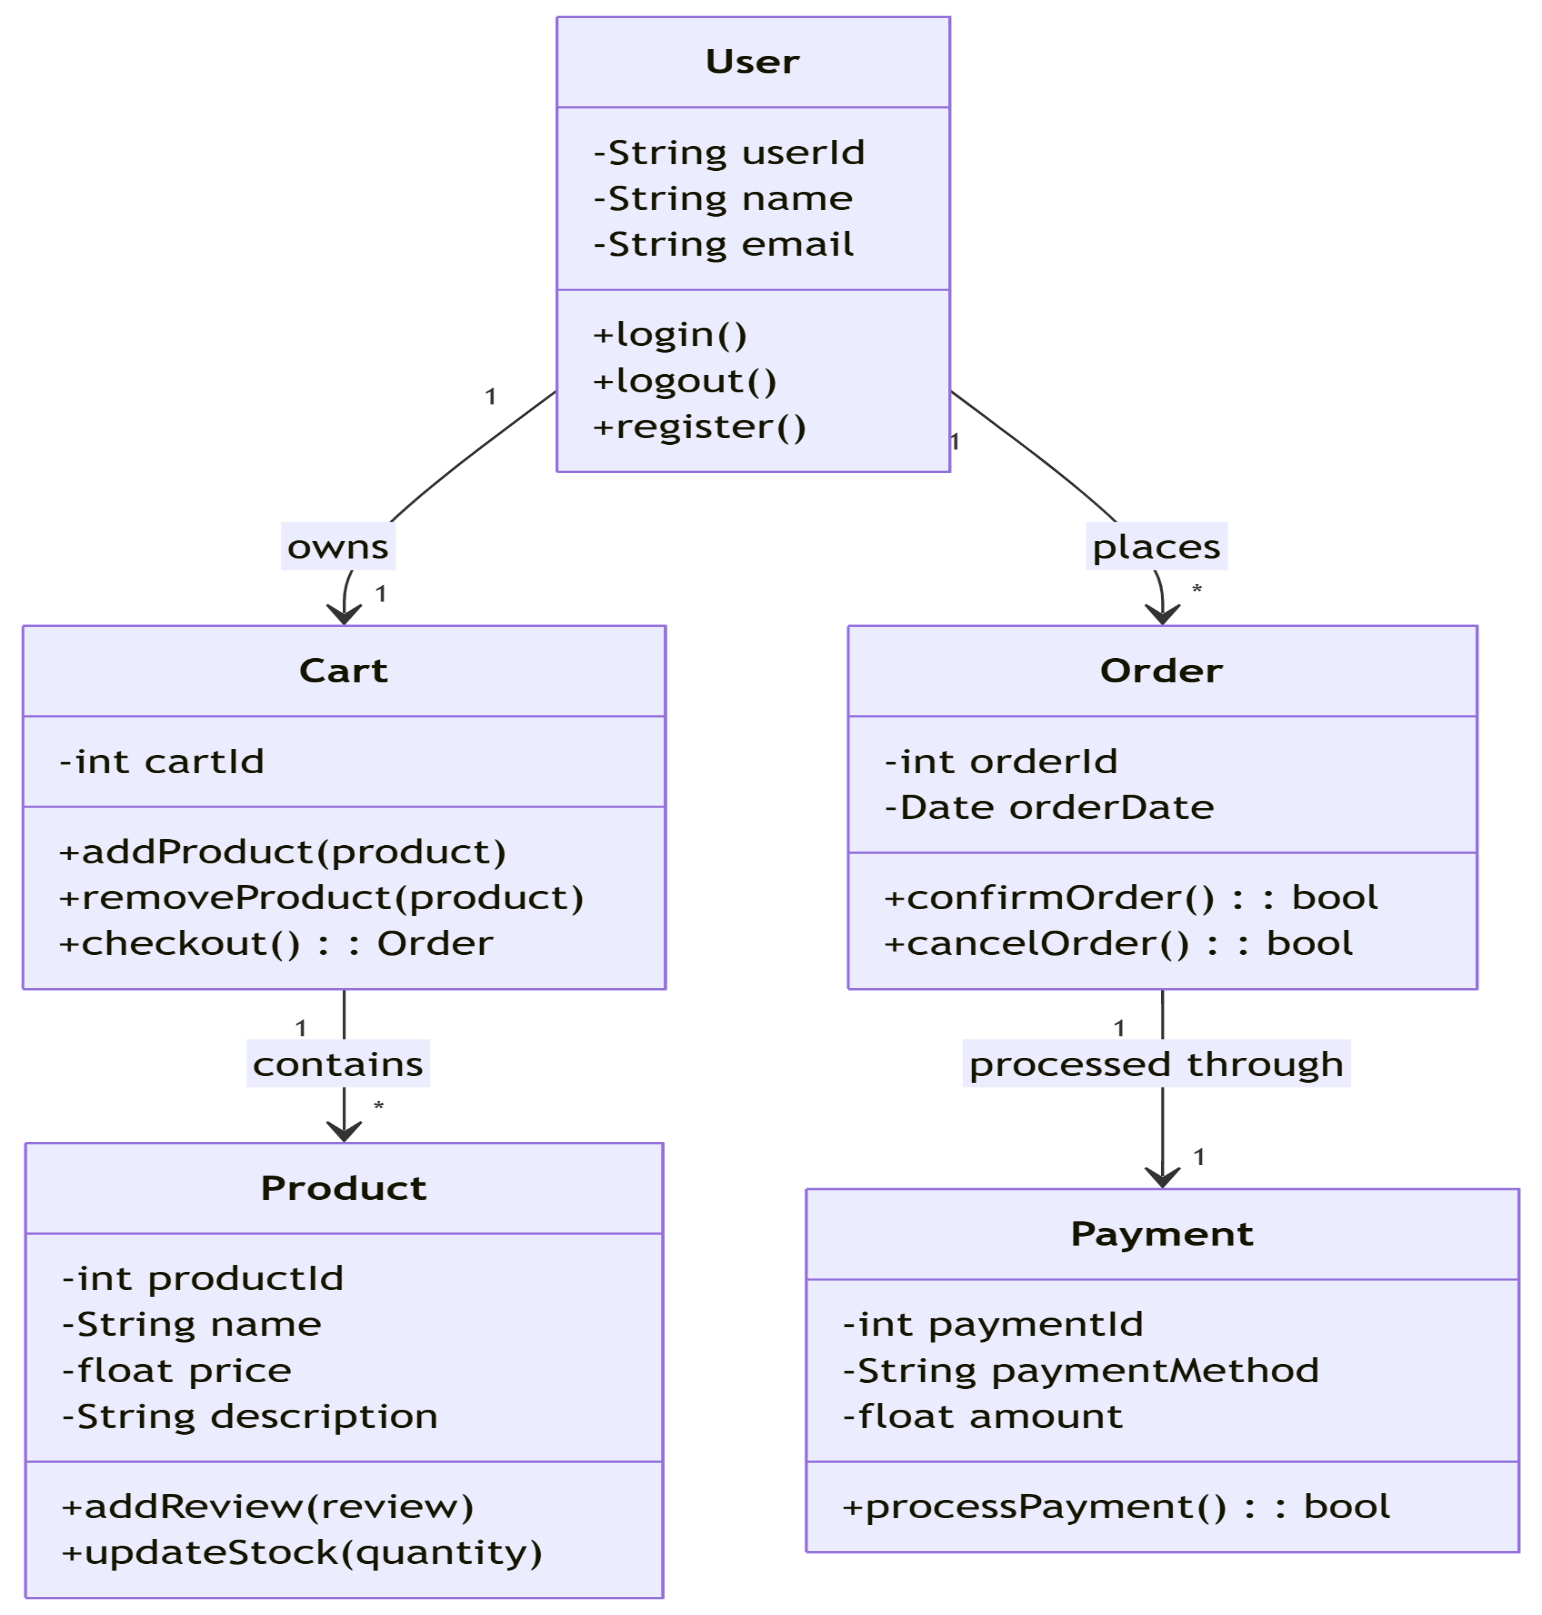 User
-String userId
-String name
-String email
+login()
+logout()
+register()
1
1
owns
places
1
*
Cart
-int cartId
+addProduct(product)
+removeProduct(product)
+checkout() : : Order
Order
-int orderId
-Date orderDate
+confirmOrder() : : bool
+cancelOrder() : : bool
1
contains
*
1
processed through
1
Product
-int productId
-String name
-float price
-String description
+addReview(review)
+updateStock(quantity)
Payment
-int paymentId
-String paymentMethod
-float amount
+processPayment() : : bool